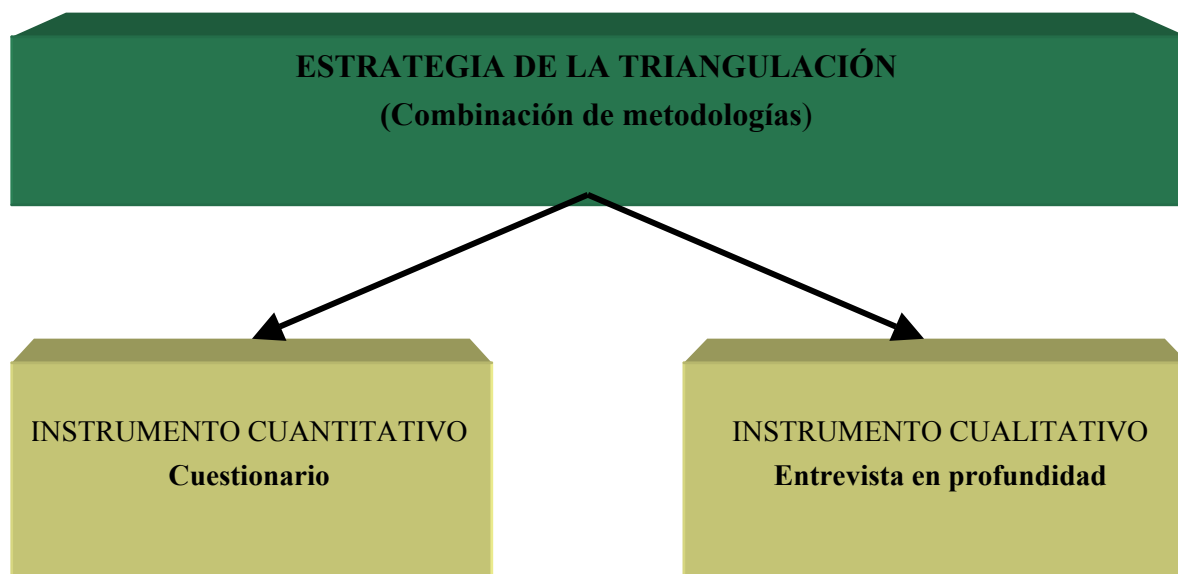 ESTRATEGIA DE LA TRIANGULACIÓN
(Combinación de metodologías)
INSTRUMENTO CUANTITATIVO
Cuestionario
INSTRUMENTO CUALITATIVO
Entrevista en profundidad